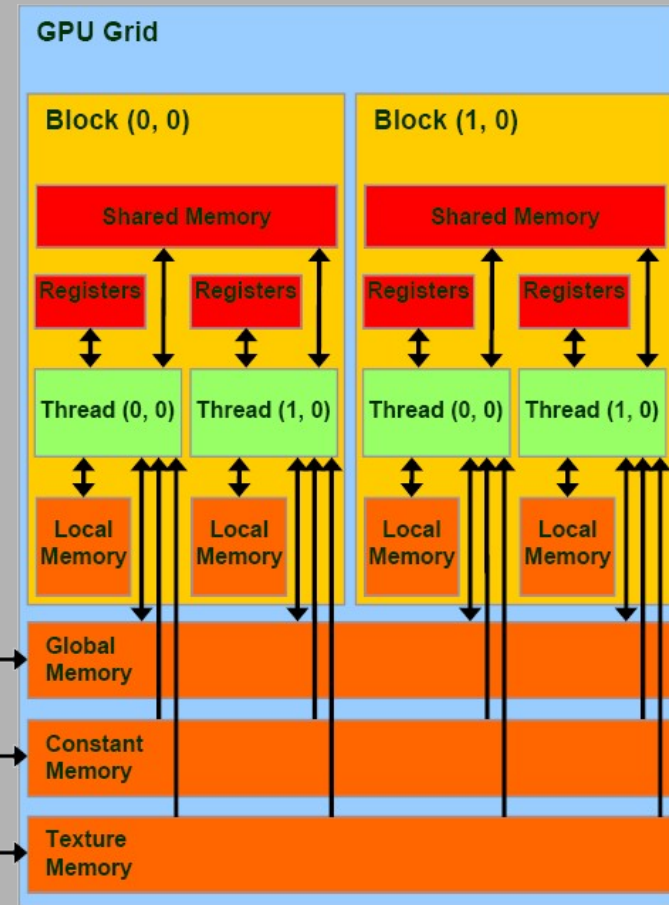 GPU Grid
Block (0, 0)
Block (1, 0)
Shared Memory
Shared Memory
Registers
Registers
Registers
Registers
Thread (0, 0)
Thread (1, 0)
Thread (0, 0)
Thread (1, 0)
Local
Memory
Local
Memory
Local
Memory
Local
Memory
Global
Memory
Constant
Memory
Texture
Memory